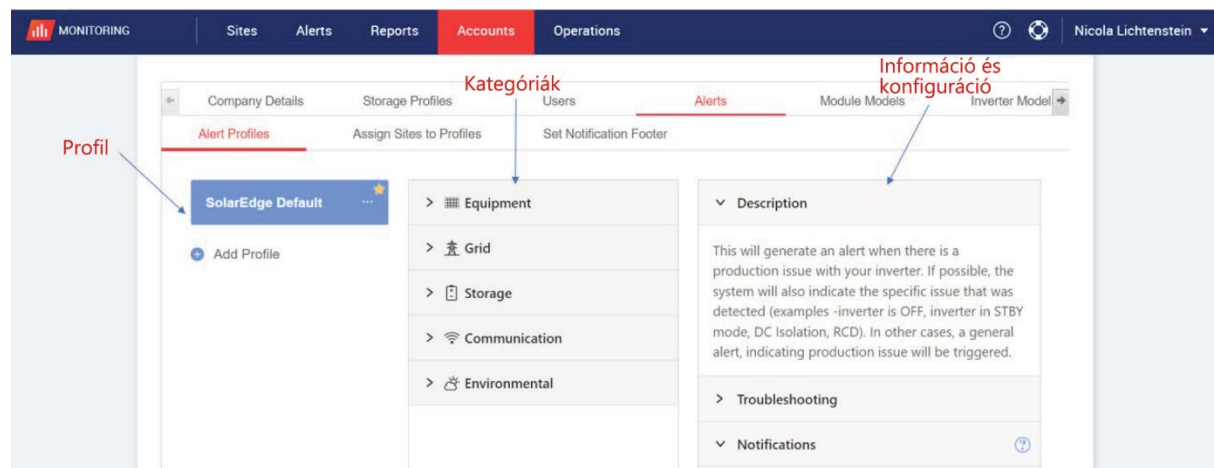 MONITORING
Sites
Alerts
Reports
Accounts
Operations
Nicola Lichtenstein
Kategóriák
Információ és
konfiguráció
Company Details
Storage Profiles
Users
Alerts
Module Models
Inverter Model
Alert Profiles
Assign Sites to Profiles
Set Notification Footer
Profil
SolarEdge Default
Add Profile
Equipment
Grid
Storage
Communication
Environmental
Description
This will generate an alert when there is a
production issue with your inverter. If possible, the
system will also indicate the specific issue that was
detected (examples -inverter is OFF, inverter in STBY
mode, DC Isolation, RCD). In other cases, a general
alert, indicating production issue will be triggered.
Troubleshooting
Notifications